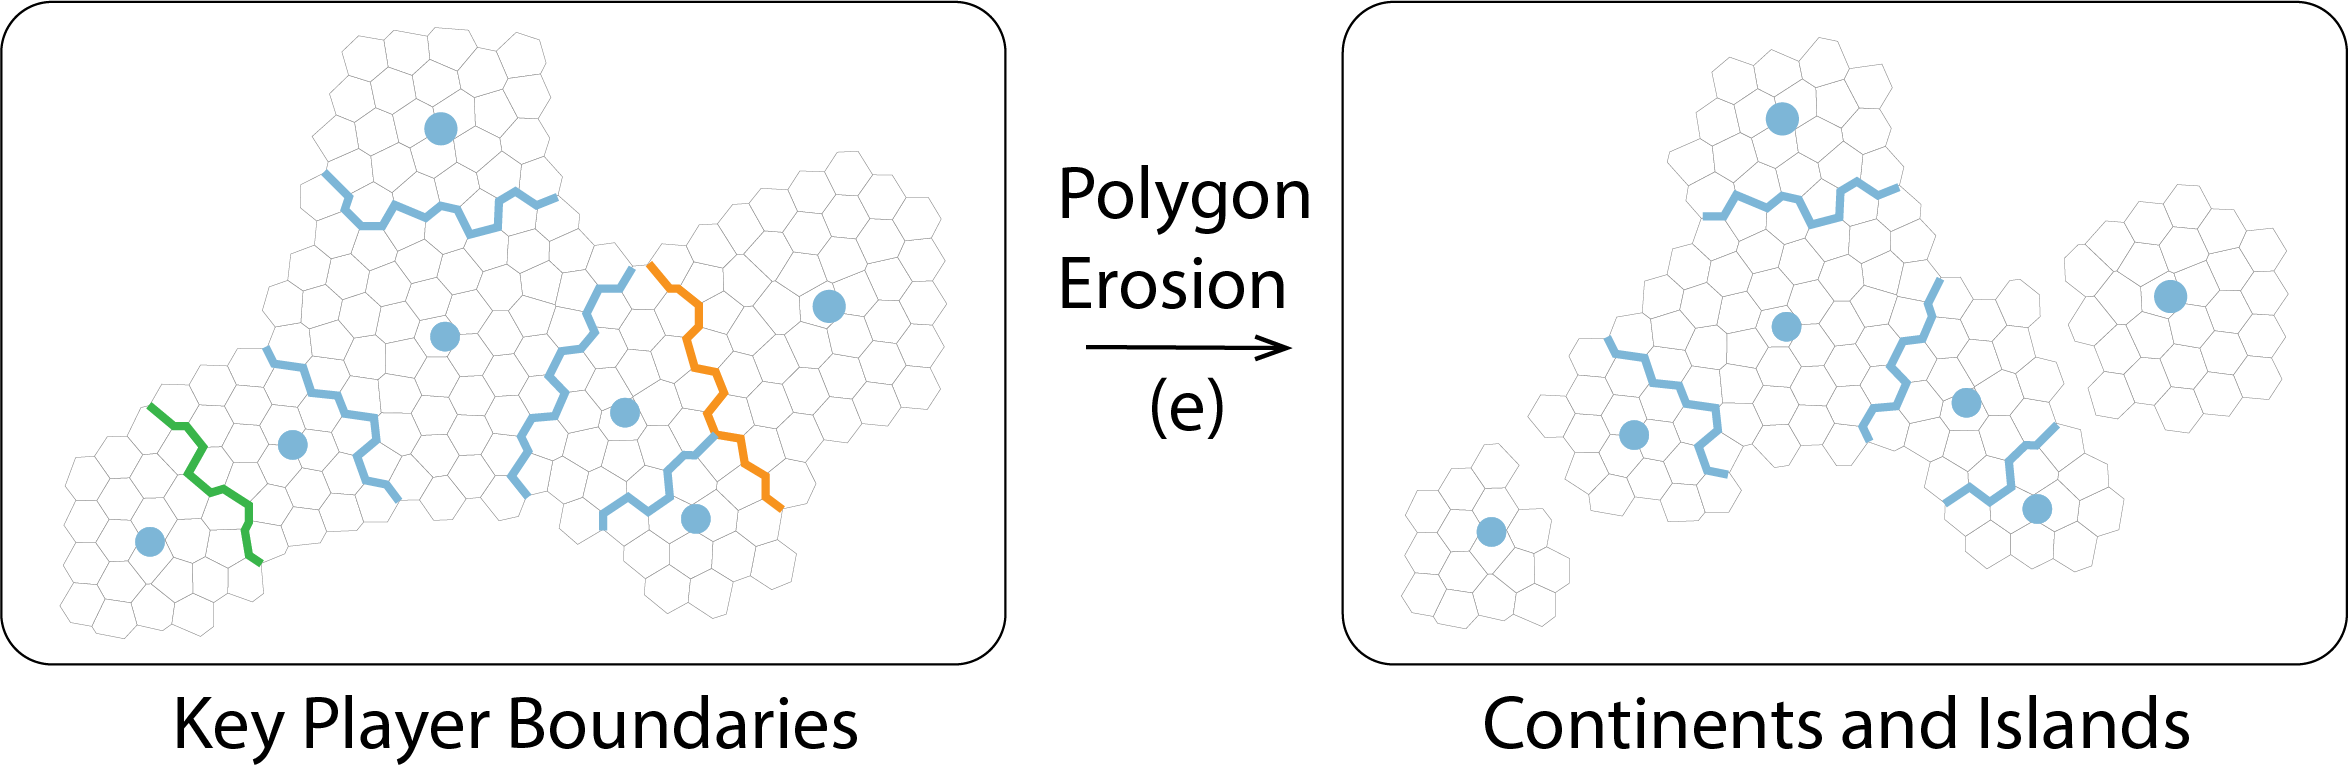 Polygon
Erosion
(e)
Key Player Boundaries
Continents and Islands